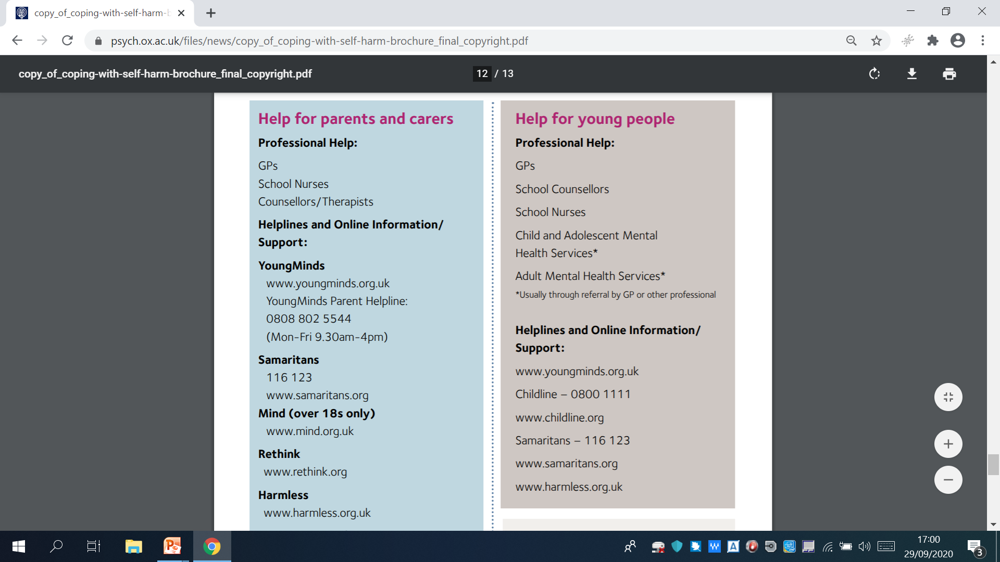 copy_of_coping-with-self-harm-b
psych.ox.ac.uk/files/news/copy_of_coping-with-self-harm-brochure_final_copyright.pdf
copy_of_coping-with-self-harm-brochure_final_copyright.pdf
12 / 13
Help for parents and carers
Professional Help:
GPs
School Nurses
Counsellors/Therapists
Helplines and Online Information/
Support:
YoungMinds
www.youngminds.org.uk
YoungMinds Parent Helpline:
0808 802 5544
(Mon-Fri 9.30am-4pm)
Samaritans
116 123
www.samaritans.org
Mind (over 18s only)
www.mind.org.uk
Rethink
www.rethink.org
Harmless
www.harmless.org.uk
Help for young people
Professional Help:
GPs
School Counsellors
School Nurses
Child and Adolescent Mental
Health Services*
Adult Mental Health Services*
*Usually through referral by GP or other professional
Helplines and Online Information/
Support:
www.youngminds.org.uk
Childline – 0800 1111
www.childline.org
Samaritans – 116 123
www.samaritans.org
www.harmless.org.uk
17:00
29/09/2020
3